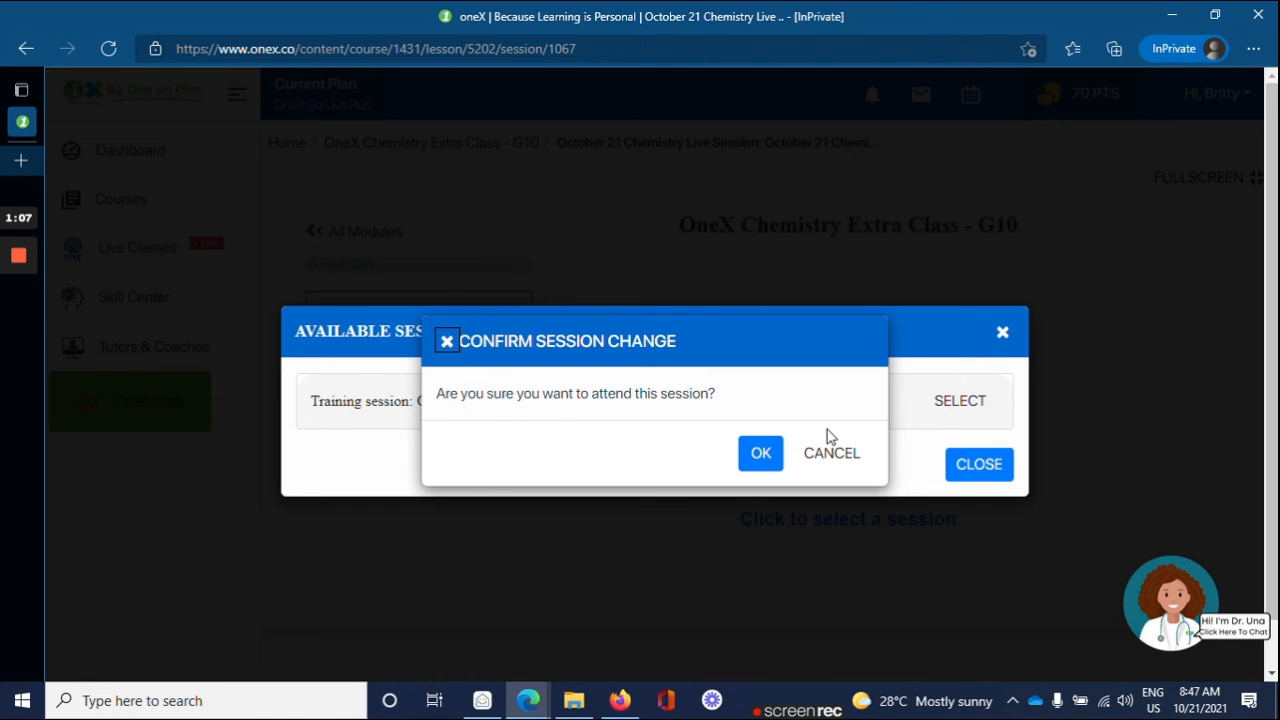 oneX | Because Learning is Personal | October 21 Chemistry Live .. - [InPrivate]
https://www.onex.co/content/course/1431/lesson/5202/session/1067
InPrivate
My One on One
Current Plan
OneX Go Live Plus
70 PTS
Hi, Britty
Dashboard
Home / OneX Chemistry Extra Class - G10 / October 21 Chemistry Live Session: October 21 Chemi...
FULLSCREEN
Courses
1:07
<< All Modules
OneX Chemistry Extra Class - G10
Live Classes
LIVE
Skill Center
Tutors & Coaches
AVAILABLE SES
CONFIRM SESSION CHANGE
Are you sure you want to attend this session?
Training session:
SELECT
OK
CANCEL
CLOSE
Click to select a session
Hi! I'm Dr. Una
Click Here To Chat
Type here to search
screenrec
28°C Mostly sunny
ENG
US
8:47 AM
10/21/2021